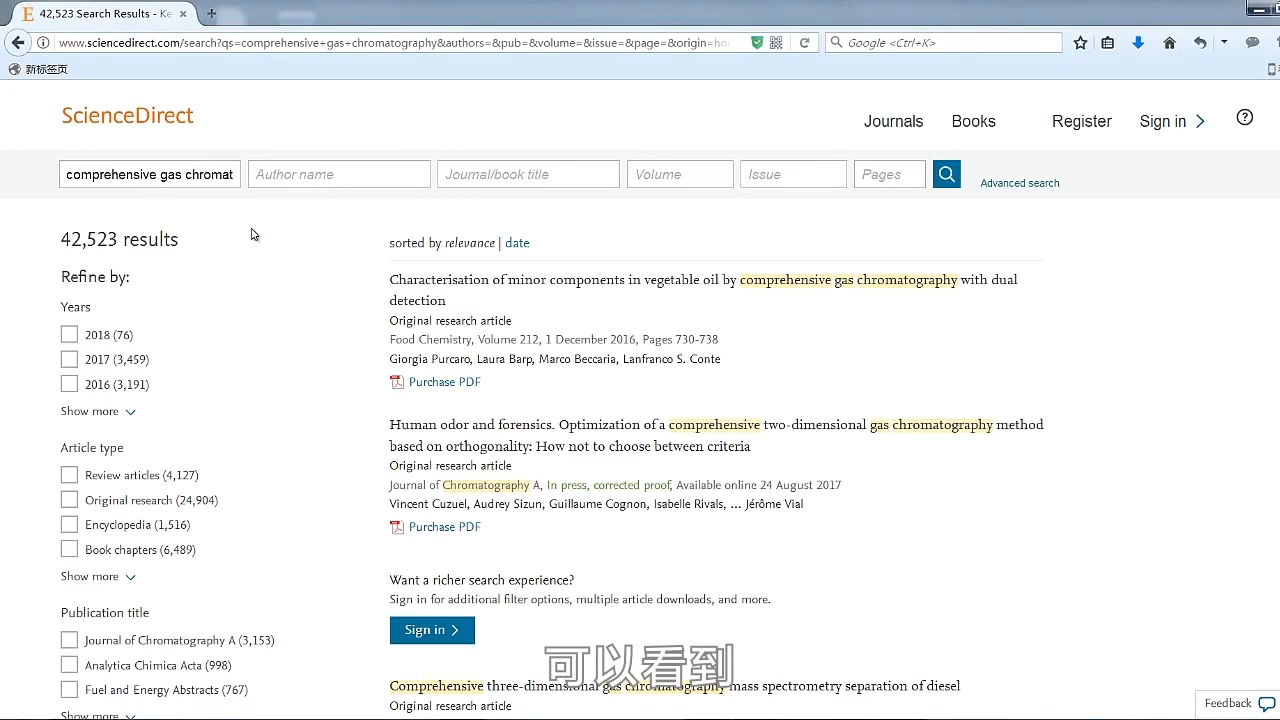 42,523 Search Results - Ke
www.sciencedirect.com/search?qs=comprehensive+gas+chromatography&authors=&pub=&volume=&issue=&page=&origin=ho
Google <Ctrl+K>
新标签页
ScienceDirect
Journals
Books
Register
Sign in
comprehensive gas chromat
Author name
Journal/book title
Volume
Issue
Pages
Advanced search
42,523 results
Refine by:
Years
2018 (76)
2017 (3,459)
2016 (3,191)
Show more
Article type
Review articles (4,127)
Original research (24,904)
Encyclopedia (1,516)
Book chapters (6,489)
Show more
Publication title
Journal of Chromatography A (3,153)
Analytica Chimica Acta (998)
Fuel and Energy Abstracts (767)
Show more
sorted by relevance | date
Characterisation of minor components in vegetable oil by comprehensive gas chromatography with dual
detection
Original research article
Food Chemistry, Volume 212, 1 December 2016, Pages 730-738
Giorgia Purcaro, Laura Barp, Marco Beccaria, Lanfranco S. Conte
Purchase PDF
Human odor and forensics. Optimization of a comprehensive two-dimensional gas chromatography method
based on orthogonality: How not to choose between criteria
Original research article
Journal of Chromatography A, In press, corrected proof, Available online 24 August 2017
Vincent Cuzuel, Audrey Sizun, Guillaume Cognon, Isabelle Rivals, ... Jérôme Vial
Purchase PDF
Want a richer search experience?
Sign in for additional filter options, multiple article downloads, and more.
Sign in
可以看到
Comprehensive three-dimensional gas chromatography mass spectrometry separation of diesel
Original research article
Feedback